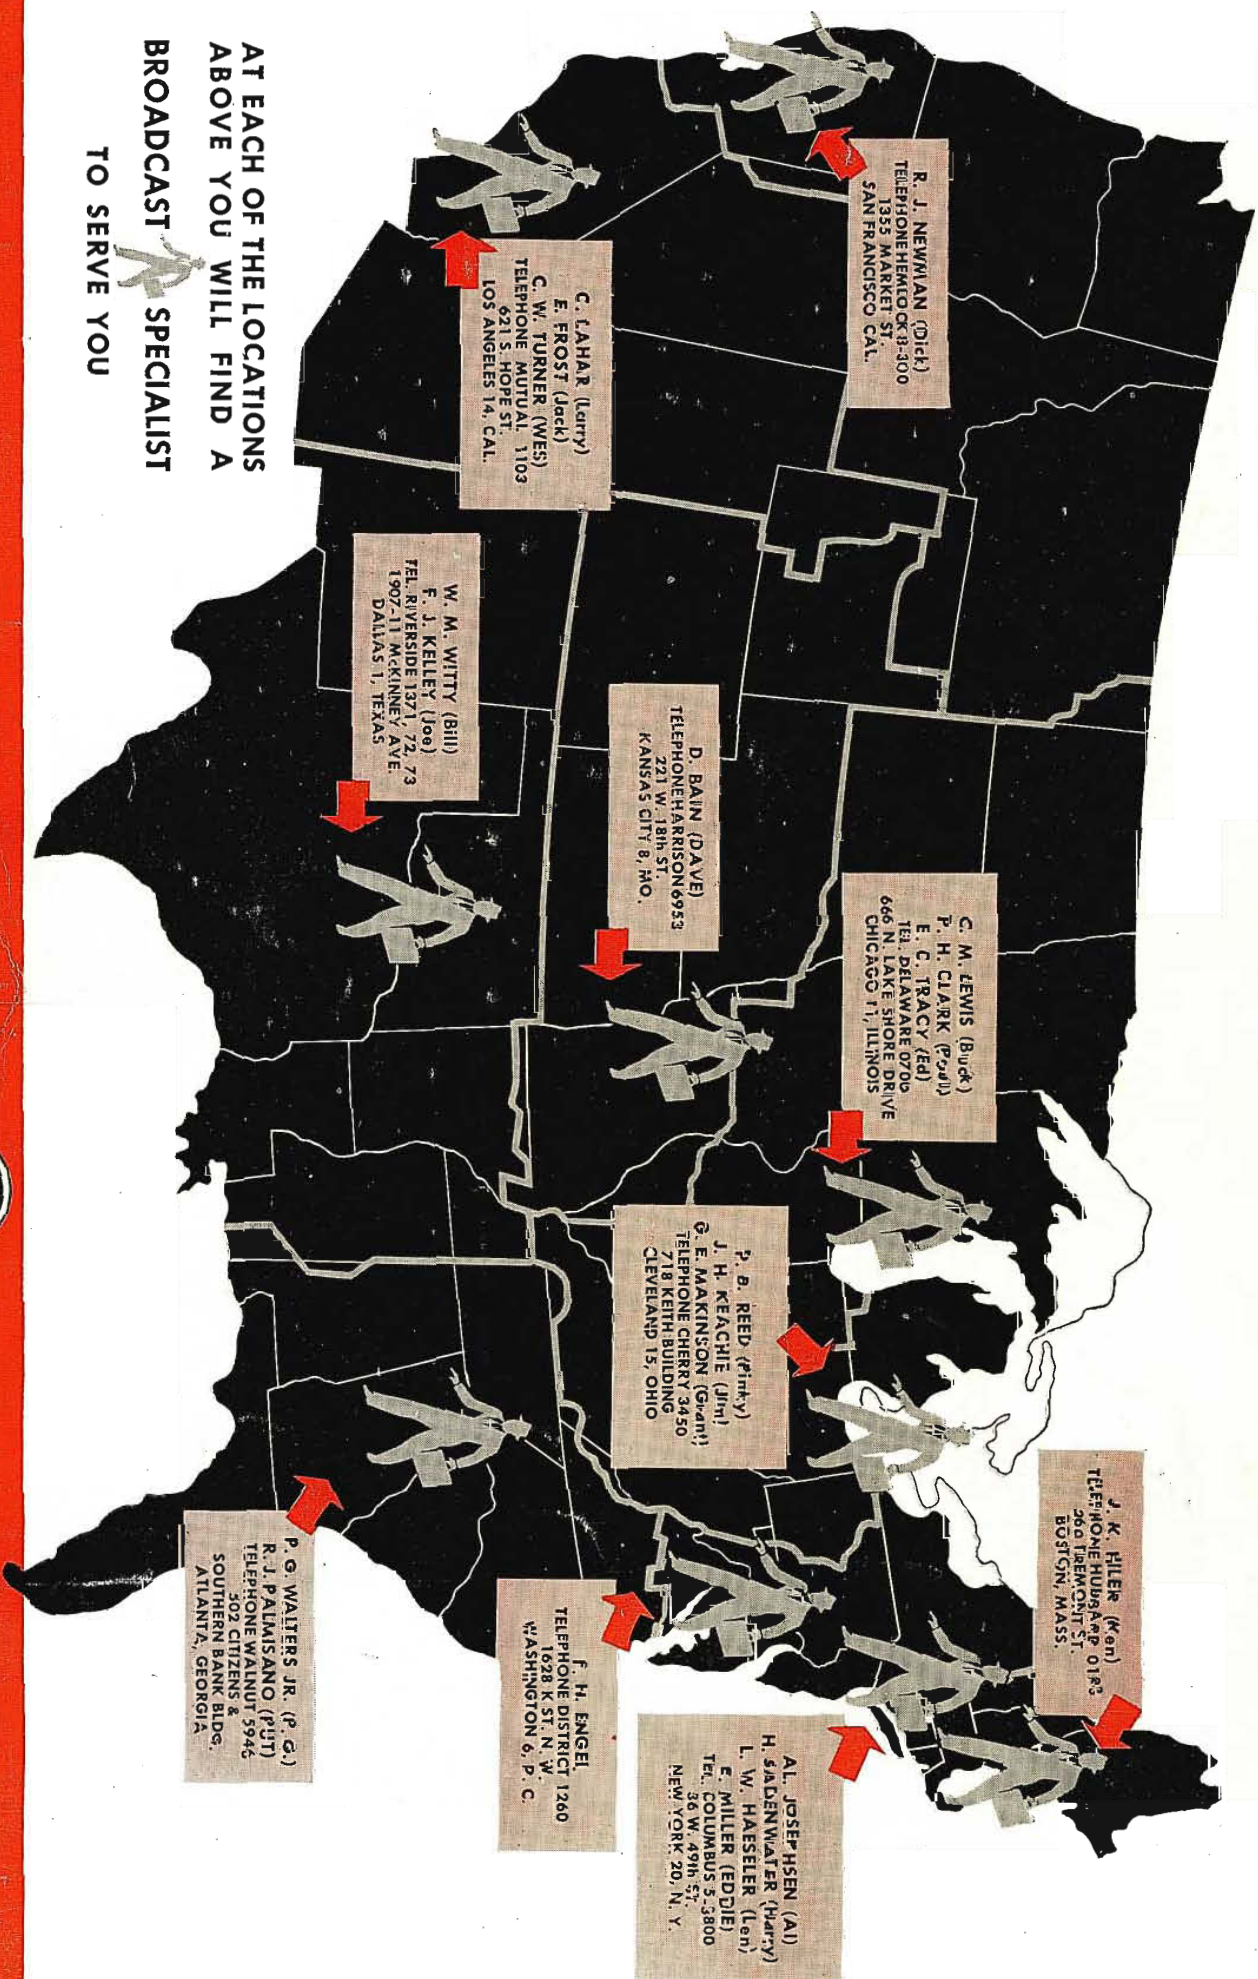 R. J. NEWMAN (Dick)
TELEPHONE HEMLOCK 8-300
1355 MARKET ST.
SAN FRANCISCO CAL.
C. LAHAR (Larry)
E. FROST (Jack)
C. W. TURNER (WES)
TELEPHONE MUTUAL 1103
621 S. HOPE ST.
LOS ANGELES 14, CAL.
W. M. WITTY (Bill)
F. J. KELLEY (Joe)
TEL. RIVERSIDE 1371, 72, 73
1907-11 McKINNEY AVE.
DALLAS 1, TEXAS
D. BAIN (DAVE)
TELEPHONE HARRISON 6953
221 W. 18th ST.
KANSAS CITY 8, MO.
C. M. LEWIS (Buck)
P. H. CLARK (Paul)
E. C. TRACY (Ed)
TEL. DELAWARE 0700
666 N. LAKE SHORE DRIVE
CHICAGO 11, ILLINOIS
P. B. REED (Pinky)
J. H. KEACHIE (Jim)
G. E. MAKINSON (Grant)
TELEPHONE CHERRY 3450
718 KEITH BUILDING
CLEVELAND 15, OHIO
J. K. HILER (Ken)
TELEPHONE HUBBARD
TREMONT ST.
BOSTON, MASS.
AL. JOSEPHSEN (Al)
H. SADENWATER (Harry)
L. W. HAESELER (Len)
E. MILLER (EDDIE)
TEL. COLUMBUS 5-3800
36 W. 49th ST.
NEW YORK 20, N. Y.
F. H. ENGEL
TELEPHONE DISTRICT 1260
1628 K ST. N. W.
WASHINGTON 6, D. C.
P. G. WALTERS JR. (P. G.)
R. J. PALMISANO (PUT)
TELEPHONE WALNUT 5946
502 CITIZENS &
SOUTHERN BANK BLDG.
ATLANTA, GEORGIA
AT EACH OF THE LOCATIONS
ABOVE YOU WILL FIND A
BROADCAST SPECIALIST
TO SERVE YOU